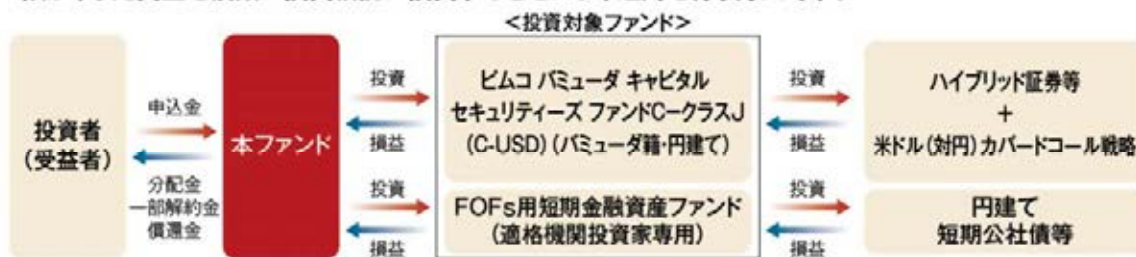 <投資対象ファンド>
投資者
(受益者)
申込金
分配金
一部解約金
償還金
本ファンド
投資
損益
投資
損益
ピムコ バミューダ キャピタル
セキュリティーズ ファンドC-クラスJ
(C-USD)(バミューダ籍・円建て)
FOFs用短期金融資産ファンド
(適格機関投資家専用)
投資
損益
投資
損益
ハイブリッド証券等
+
米ドル(対円)カバードコール戦略
円建て
短期公社債等